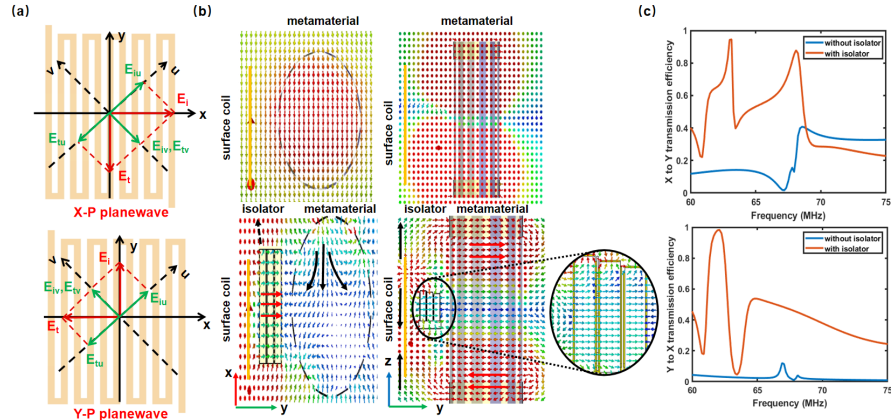 (a)
y
v
u
E_iu
E_i
x
E_tu
E_iv,E_tv
E_t
X-P planewave
y
E_i
v
u
E_iv,E_tv
E_iu
E_t
x
E_tu
Y-P planewave
(b)
metamaterial
metamaterial
surface coil
surface coil
isolator
metamaterial
isolator
metamaterial
surface coil
surface coil
x
y
z
y
(c)
without isolator
with isolator
X to Y transmission efficiency
1
0.8
0.6
0.4
0.2
0
60
65
70
75
Frequency (MHz)
without isolator
with isolator
Y to X transmission efficiency
1
0.8
0.6
0.4
0.2
0
60
65
70
75
Frequency (MHz)